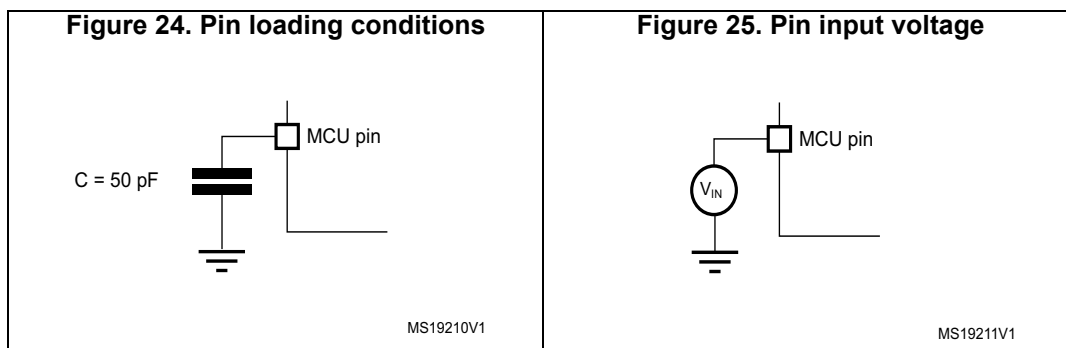 Figure 24. Pin loading conditions
MCU pin
C = 50 pF
MS19210V1
Figure 25. Pin input voltage
MCU pin
VIN
MS19211V1